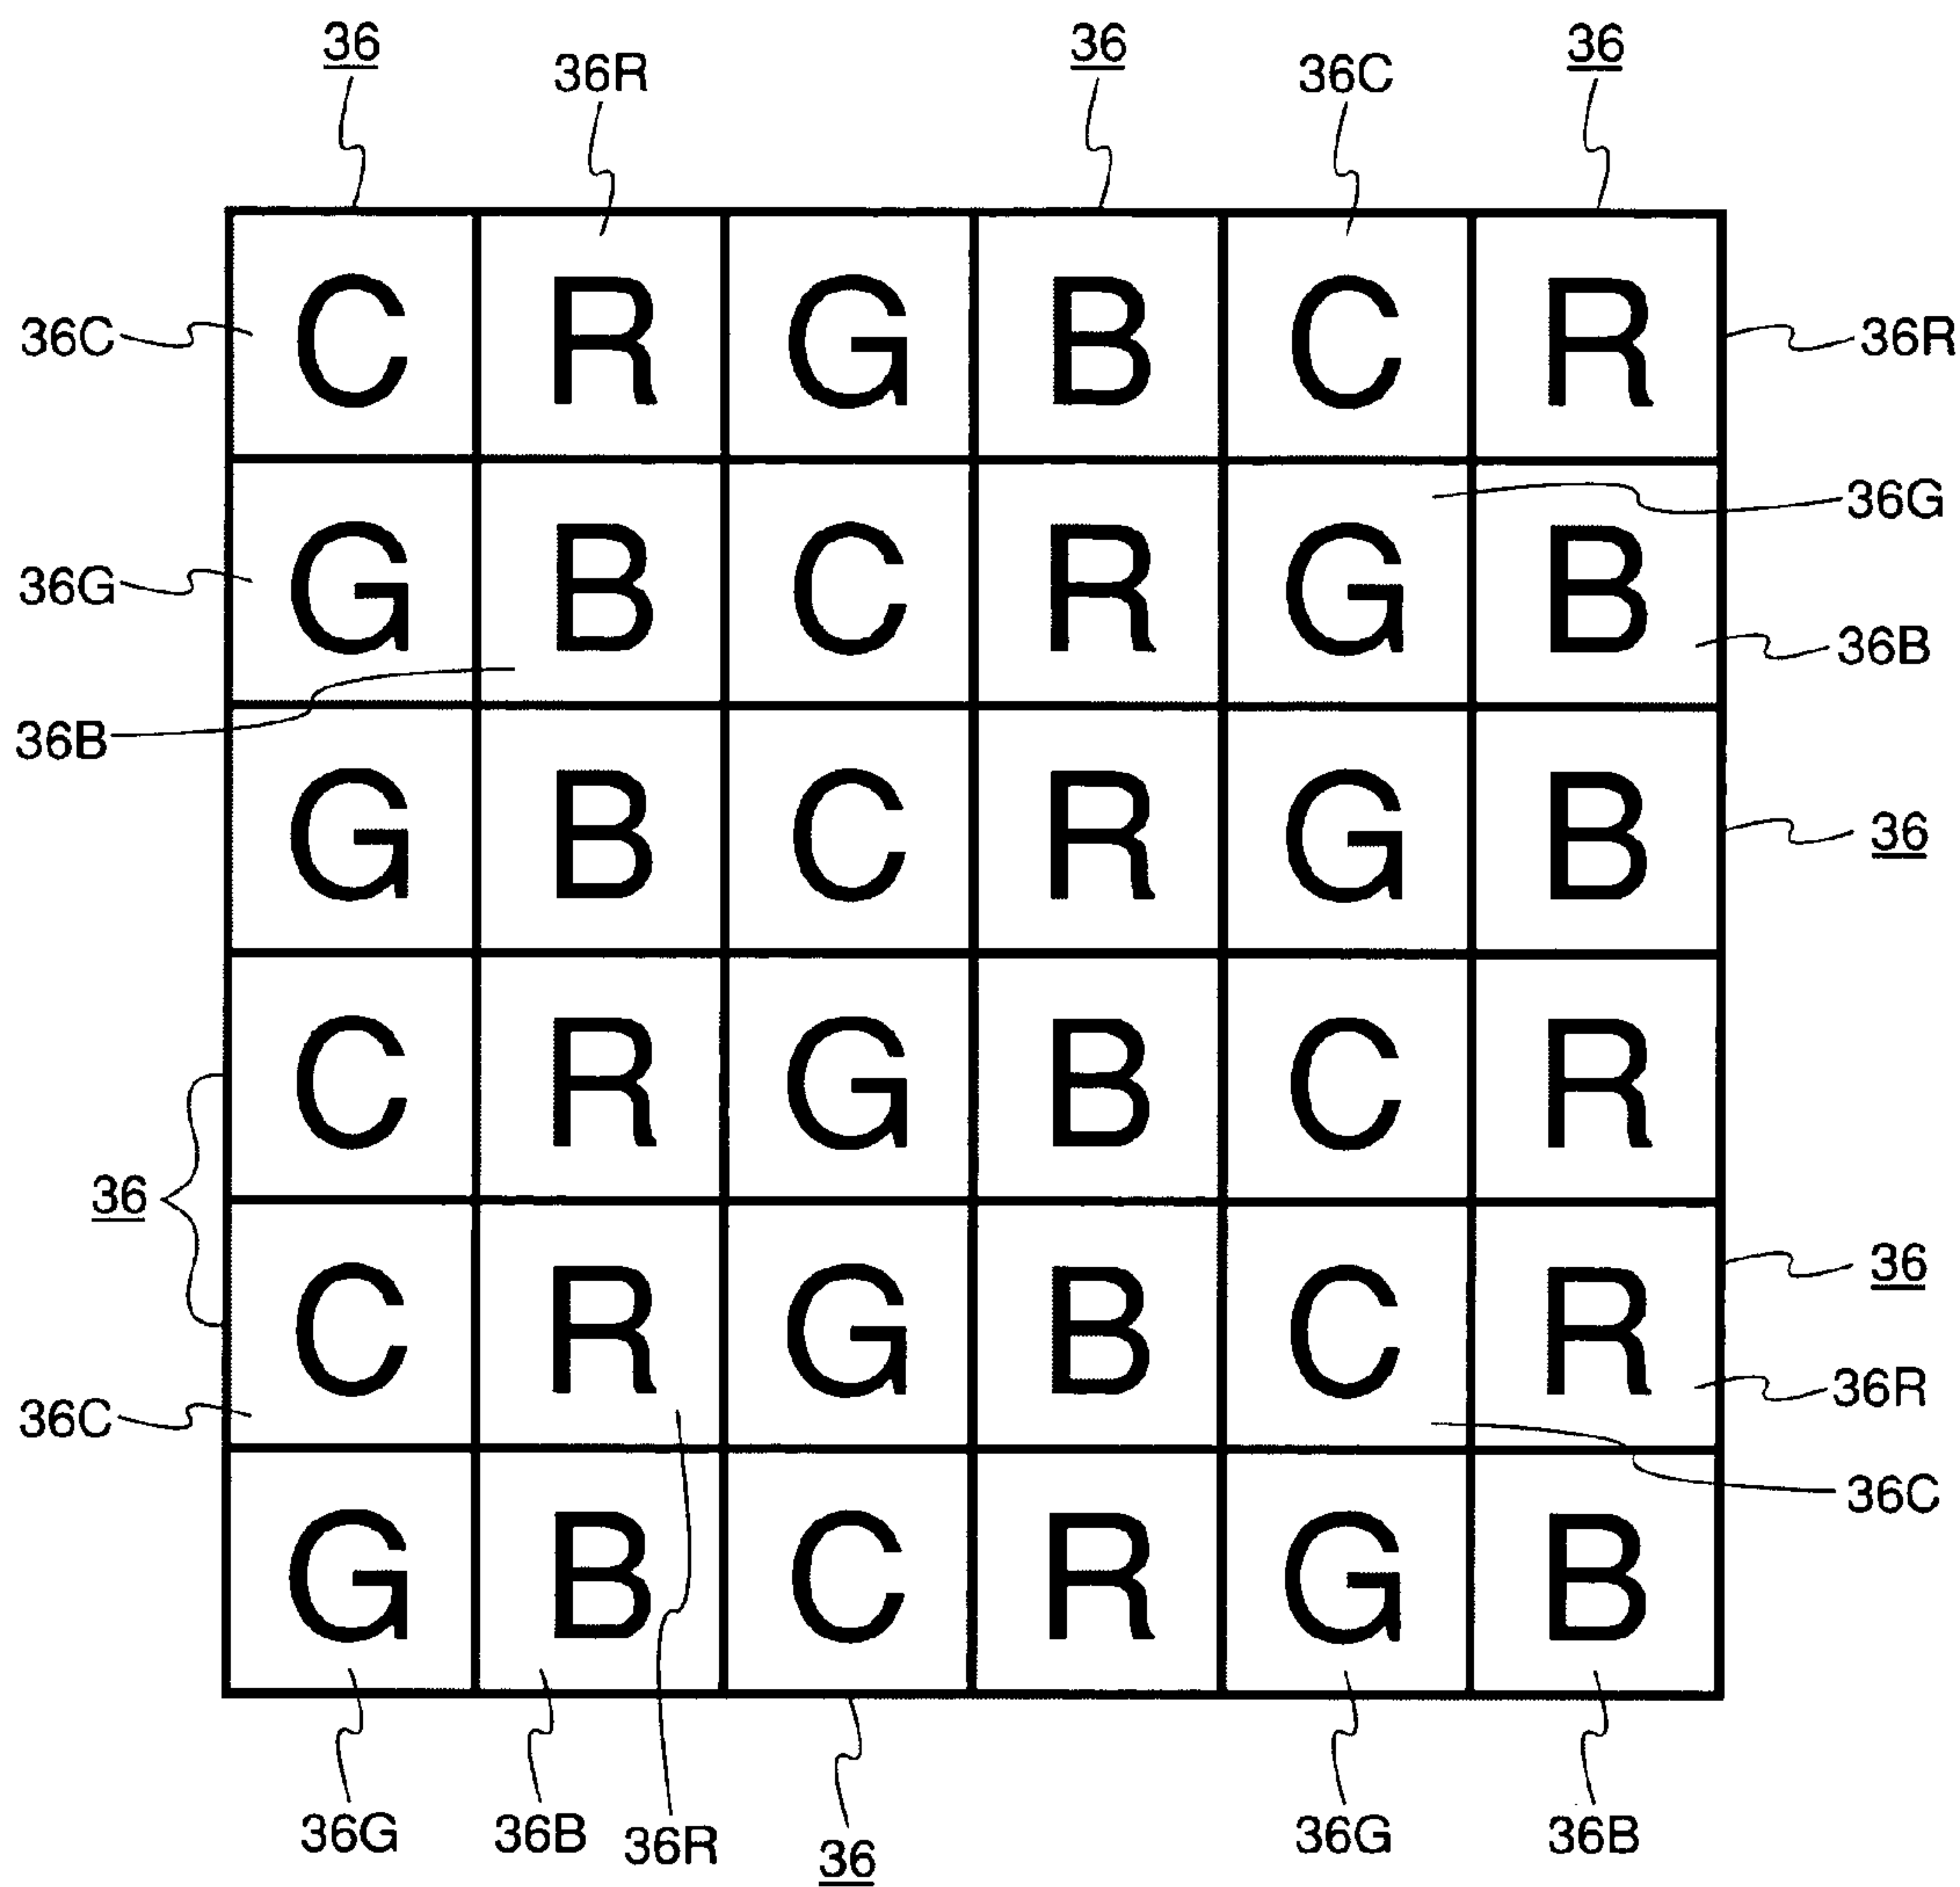 36 36R 36 36C 36
36C C R G B C R 36R
36G
36G G B C R G B 36B
36B
G B C R G B 36
C R G B C R
36
C R G B C R 36
36R
36C
36C
G B C R G B
36G 36B 36R 36 36G 36B